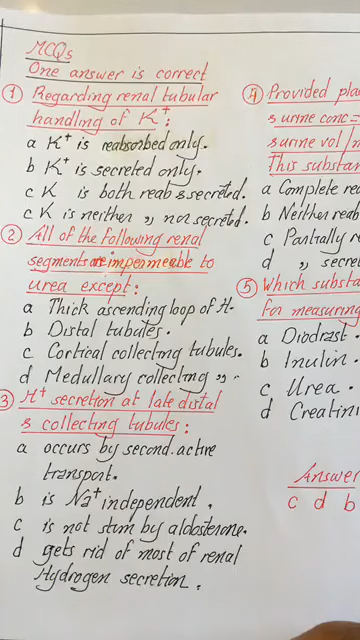 MCQs
One answer is correct
① Regarding renal tubular
handling of K⁺:
a K⁺ is reabsorbed only.
b K⁺ is secreted only.
c K is both reab & secreted.
c K is neither ,, nor secreted.
② All of the following renal
segments are impermeable to
urea except:
a Thick ascending loop of H.
b Distal tubules.
c Cortical collecting tubules.
d Medullary collecting ,, .
③ H⁺ secretion at late distal
& collecting tubules:
a occurs by second. active
transport.
b is Na⁺ independent.
c is not stim by aldosterone.
d gets rid of most of renal
Hydrogen secretion.
④ Provided pla
& urine conc =
& urine vol /m
This substan
a Complete rea
b Neither reab
c Partially r
d ,, secre
⑤ Which substa
For measuring
a Diodrast.
b Inulin.
c Urea.
d Creatini
Answer
c d b